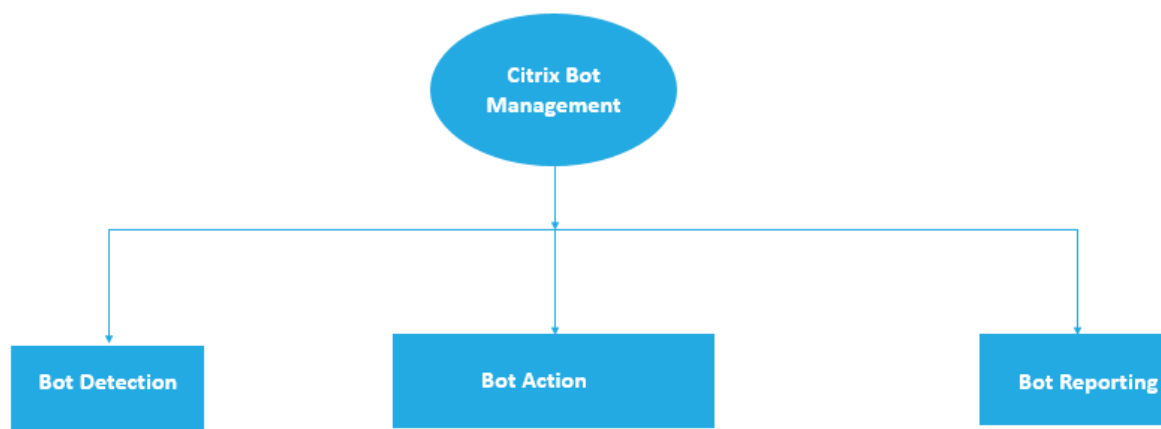 Citrix Bot
Management
Bot Detection
Bot Action
Bot Reporting